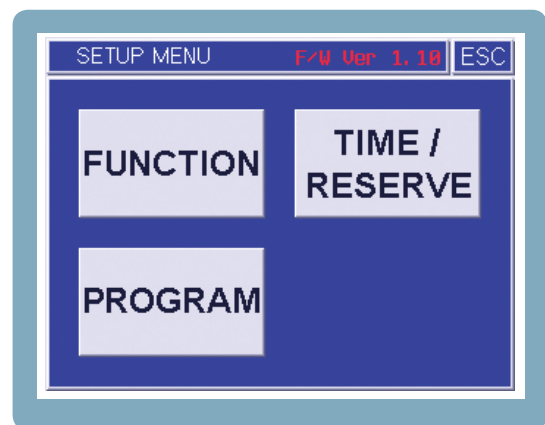 SETUP MENU F/W Ver 1.10 ESC
FUNCTION
TIME /
RESERVE
PROGRAM